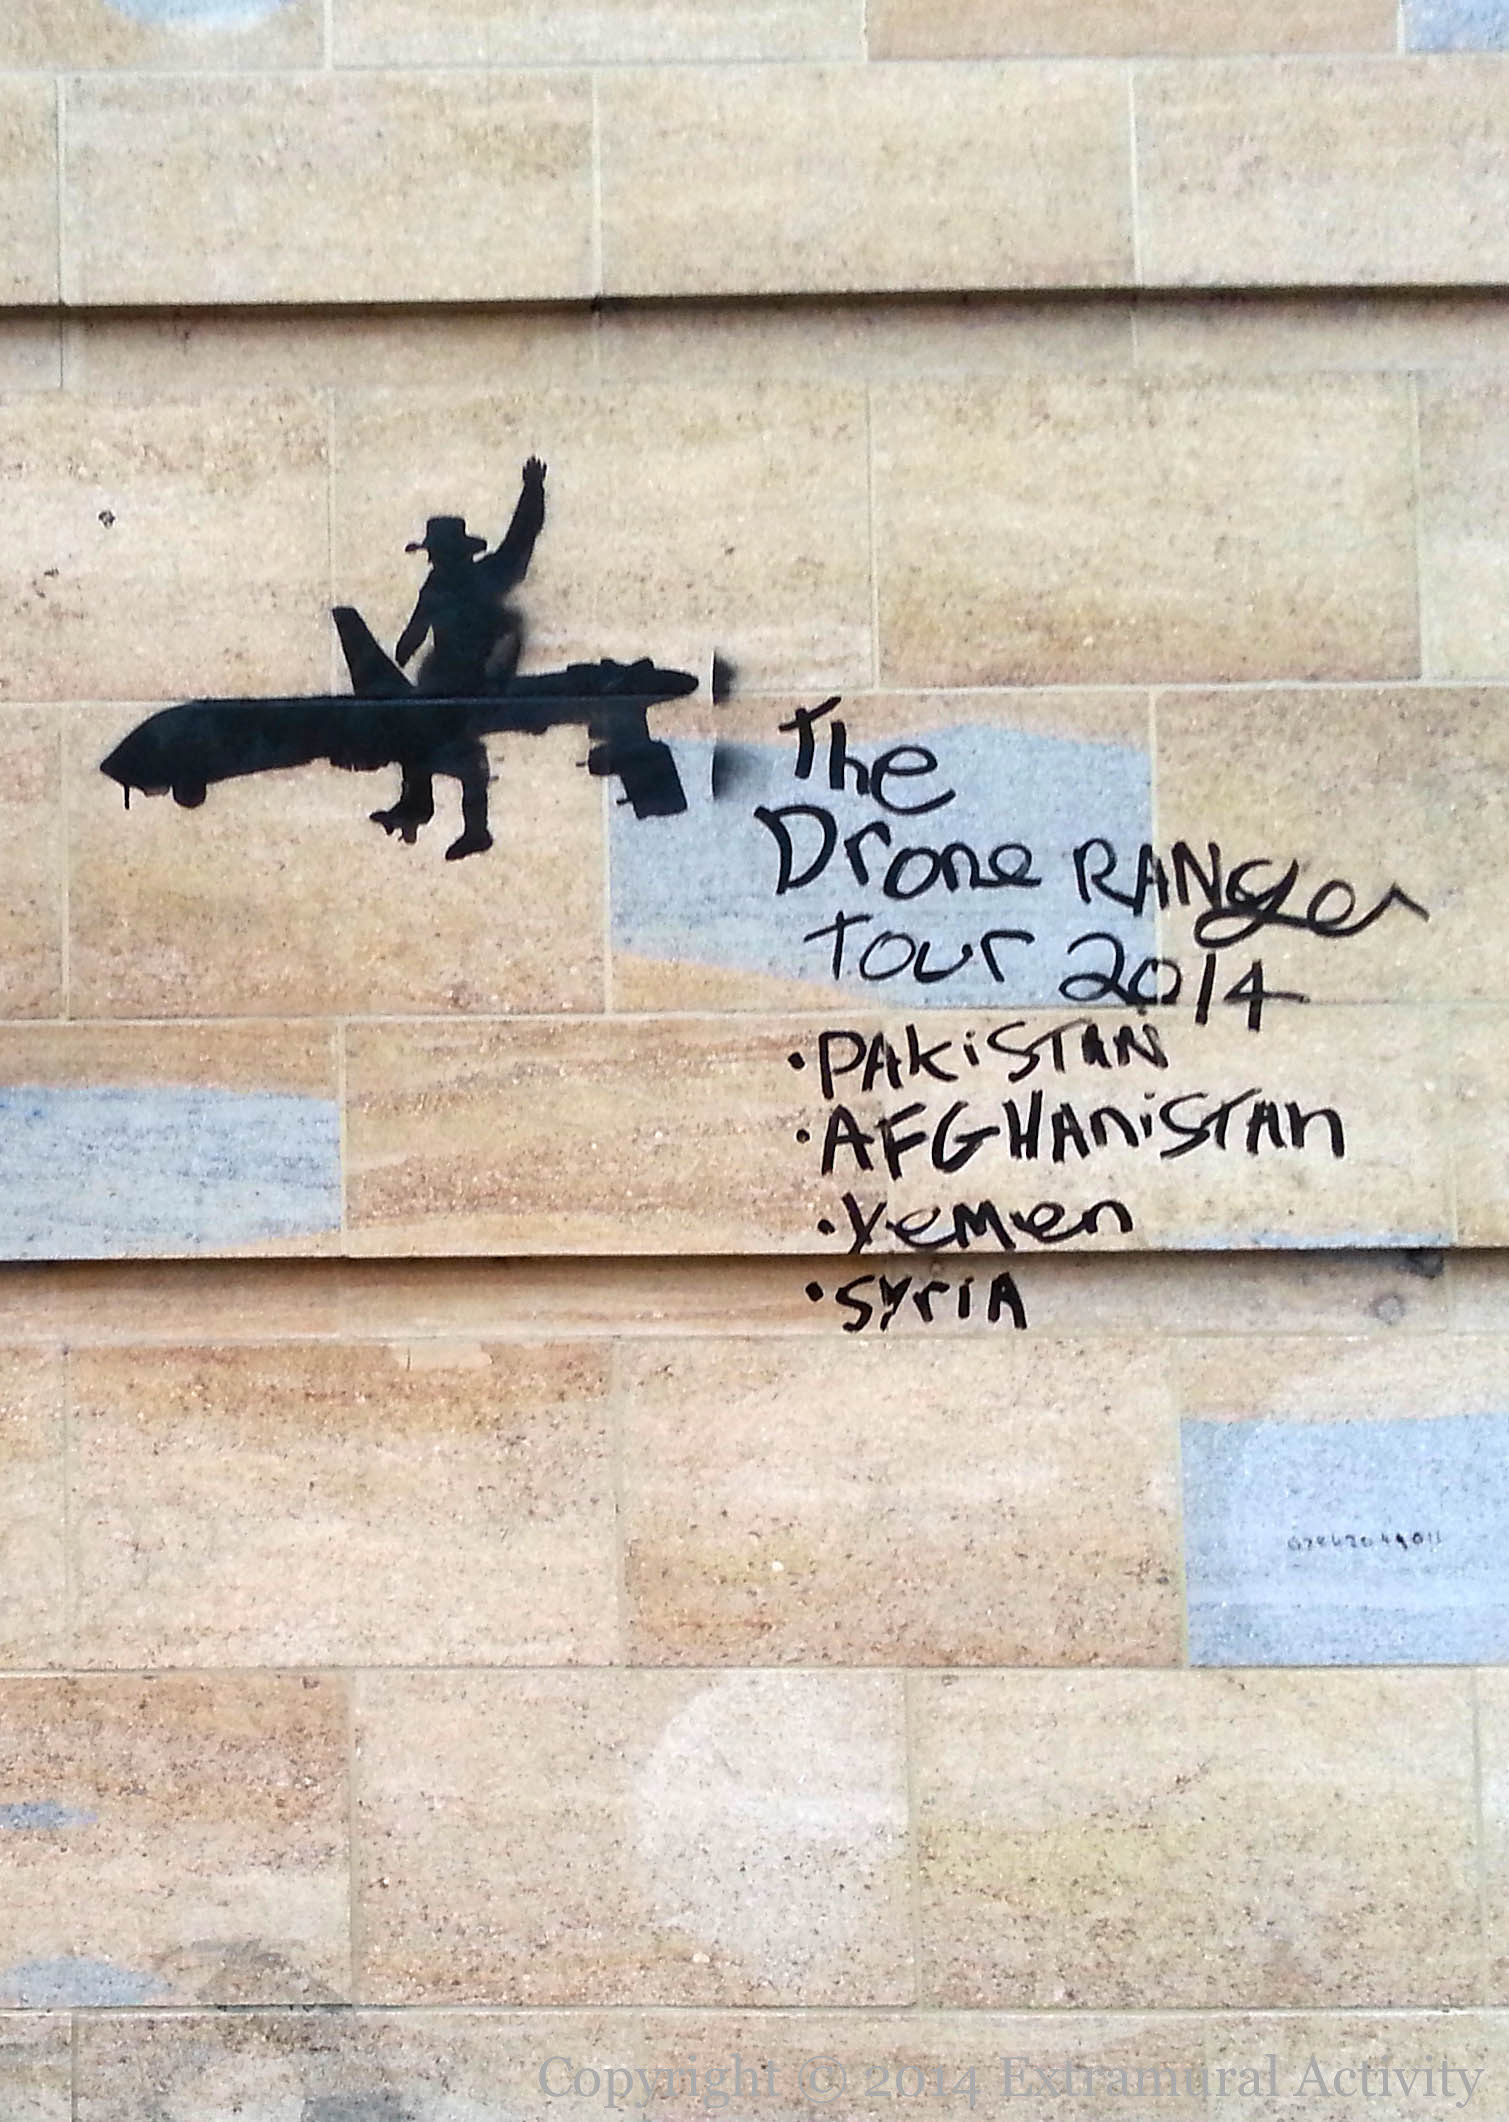 The
Drone RANger
Tour 2014
• PAKiSTAN
• AFGHAniSTAn
• Yemen
• SyriA
Copyright © 2014 Extramural Activity